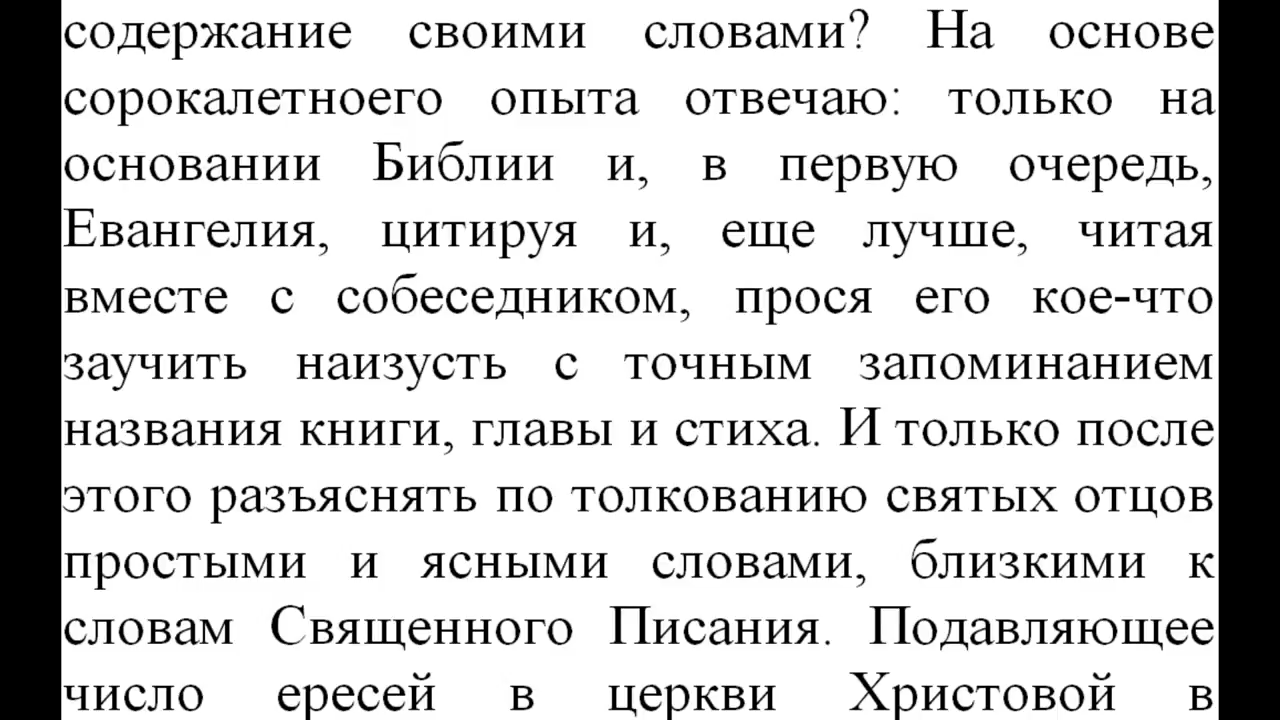 содержание своими словами? На основе
сорокалетноего опыта отвечаю: только на
основании Библии и, в первую очередь,
Евангелия, цитируя и, еще лучше, читая
вместе с собеседником, прося его кое-что
заучить наизусть с точным запоминанием
названия книги, главы и стиха. И только после
этого разъяснять по толкованию святых отцов
простыми и ясными словами, близкими к
словам Священного Писания. Подавляющее
число ересей в церкви Христовой в